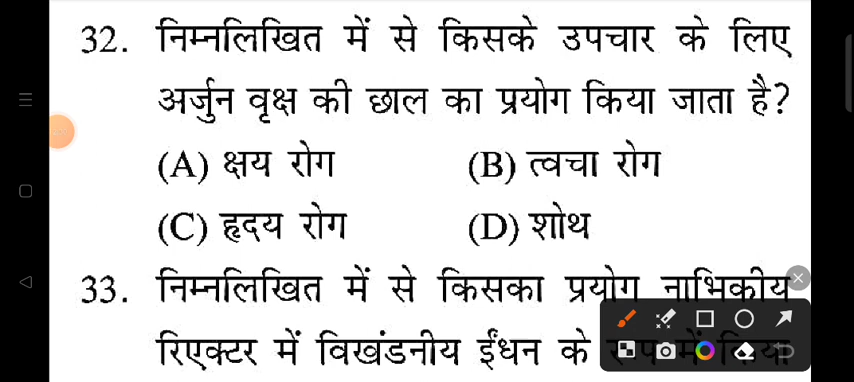 32. निम्नलिखित में से किसके उपचार के लिए
अर्जुन वृक्ष की छाल का प्रयोग किया जाता है?
(A) क्षय रोग (B) त्वचा रोग
(C) हृदय रोग (D) शोथ
33. निम्नलिखित में से किसका प्रयोग नाभिकीय
रिएक्टर में विखंडनीय ईंधन के रूप में किया